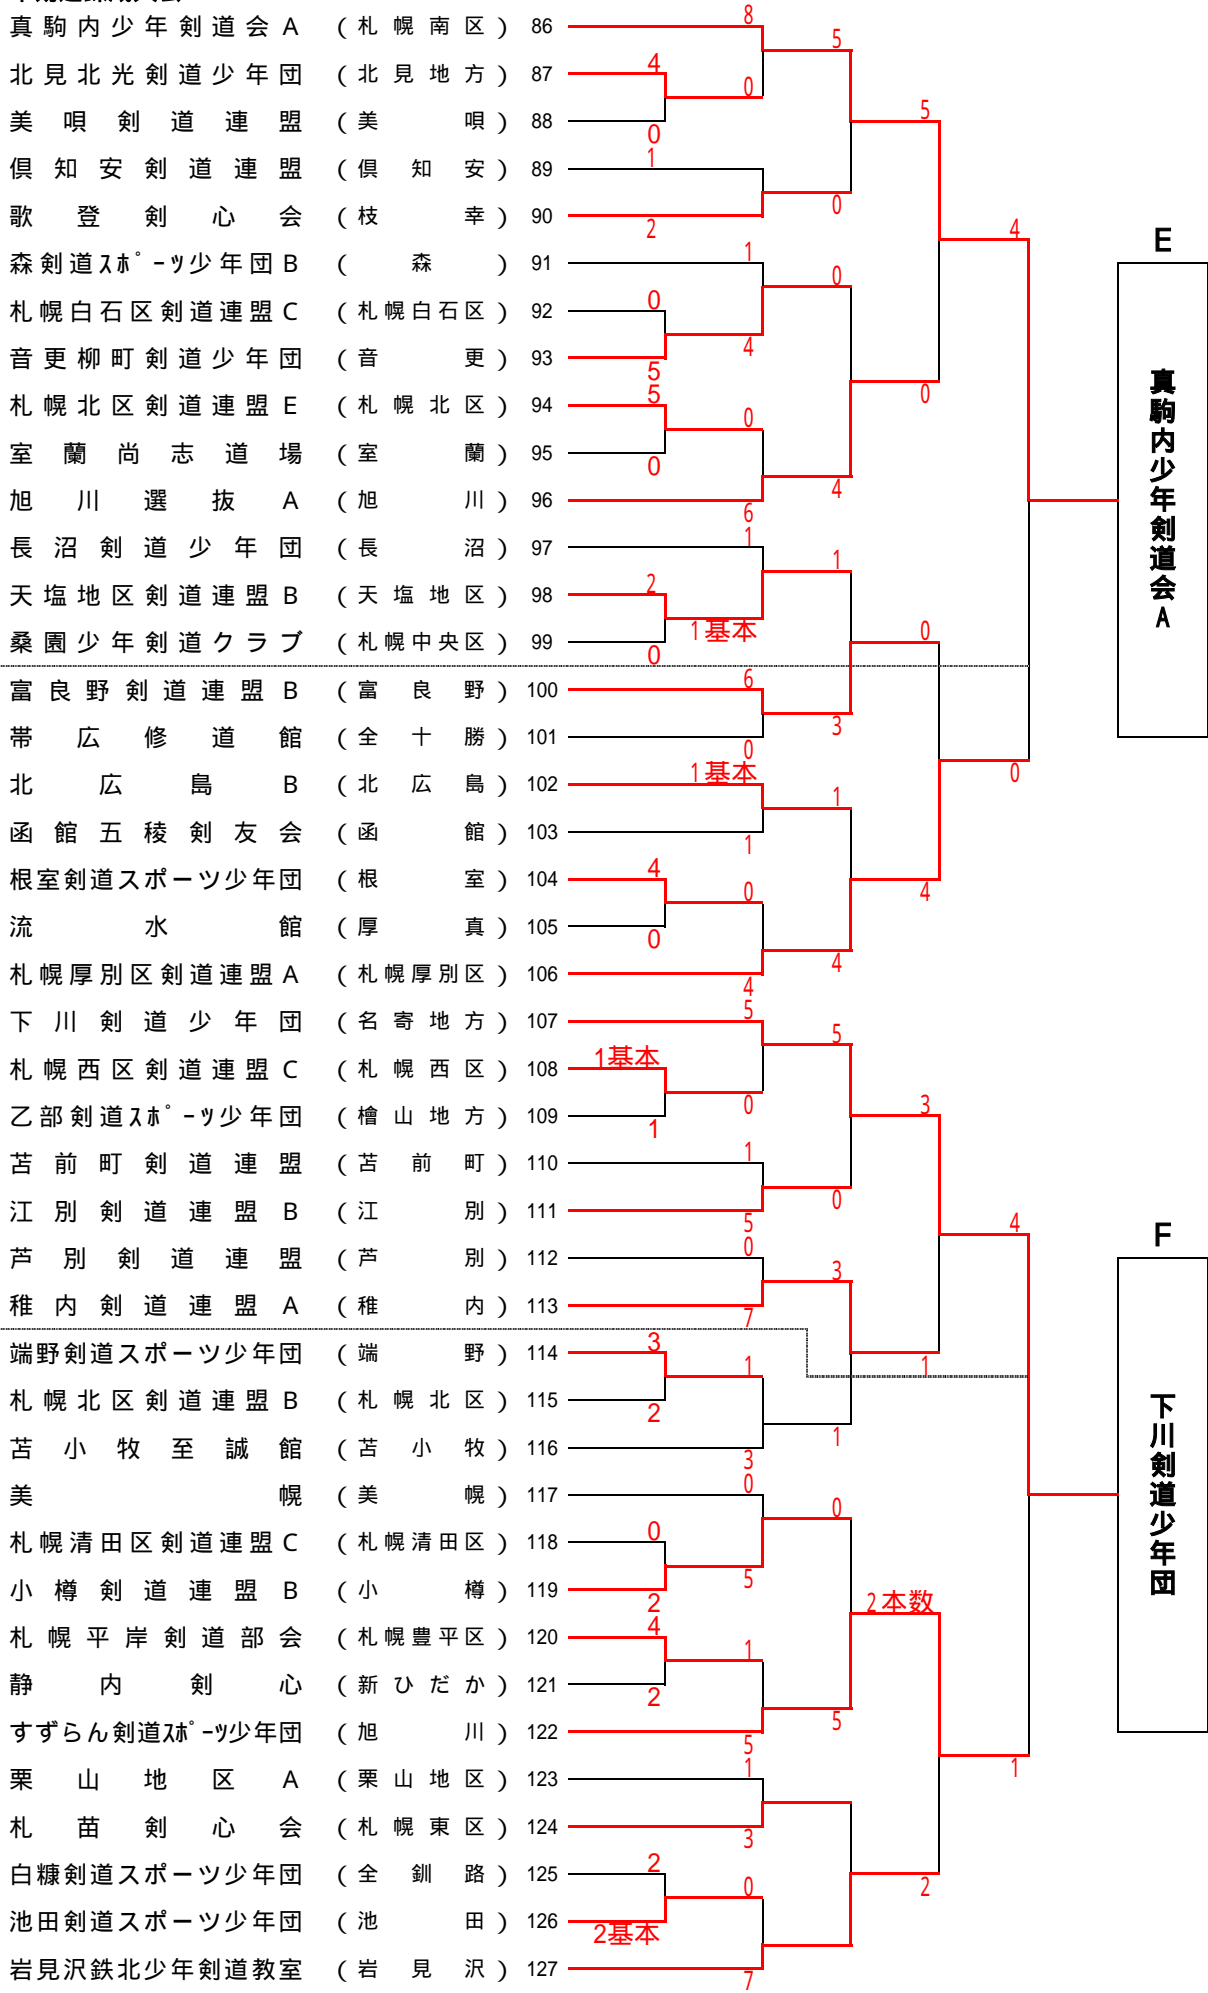 真駒内少年剣道会A (札幌南区) 86
北見北光剣道少年団 (北見地方) 87
美唄剣道連盟 (美唄) 88
倶知安剣道連盟 (倶知安) 89
歌登剣心会 (枝幸) 90
森剣道ｽﾎﾟｰﾂ少年団B (森) 91
札幌白石区剣道連盟C (札幌白石区) 92
音更柳町剣道少年団 (音更) 93
札幌北区剣道連盟E (札幌北区) 94
室蘭尚志道場 (室蘭) 95
旭川選抜A (旭川) 96
長沼剣道少年団 (長沼) 97
天塩地区剣道連盟B (天塩地区) 98
桑園少年剣道クラブ (札幌中央区) 99
富良野剣道連盟B (富良野) 100
帯広修道館 (全十勝) 101
北広島B (北広島) 102
函館五稜剣友会 (函館) 103
根室剣道スポーツ少年団 (根室) 104
流水館 (厚真) 105
札幌厚別区剣道連盟A (札幌厚別区) 106
下川剣道少年団 (名寄地方) 107
札幌西区剣道連盟C (札幌西区) 108
乙部剣道ｽﾎﾟｰﾂ少年団 (檜山地方) 109
苫前町剣道連盟 (苫前町) 110
江別剣道連盟B (江別) 111
芦別剣道連盟 (芦別) 112
稚内剣道連盟A (稚内) 113
端野剣道スポーツ少年団 (端野) 114
札幌北区剣道連盟B (札幌北区) 115
苫小牧至誠館 (苫小牧) 116
美幌 (美幌) 117
札幌清田区剣道連盟C (札幌清田区) 118
小樽剣道連盟B (小樽) 119
札幌平岸剣道部会 (札幌豊平区) 120
静内剣心 (新ひだか) 121
すずらん剣道ｽﾎﾟｰﾂ少年団 (旭川) 122
栗山地区A (栗山地区) 123
札苗剣心会 (札幌東区) 124
白糠剣道スポーツ少年団 (全釧路) 125
池田剣道スポーツ少年団 (池田) 126
岩見沢鉄北少年剣道教室 (岩見沢) 127
4
0
1
2
0
5
5
0
2
0
4
0
1基本
1
3
2
0
2
4
2
2
2基本
8
0
1
4
0
6
1
1基本
6
0
1基本
1
0
4
5
0
1
5
0
7
1
3
0
5
1
5
1
3
0
7
5
0
0
4
1
3
1
4
5
0
3
1
0
5
5
0
0
4
3
1
2本数
2
4
0
4
1
E
真駒内少年剣道会A
F
下川剣道少年団